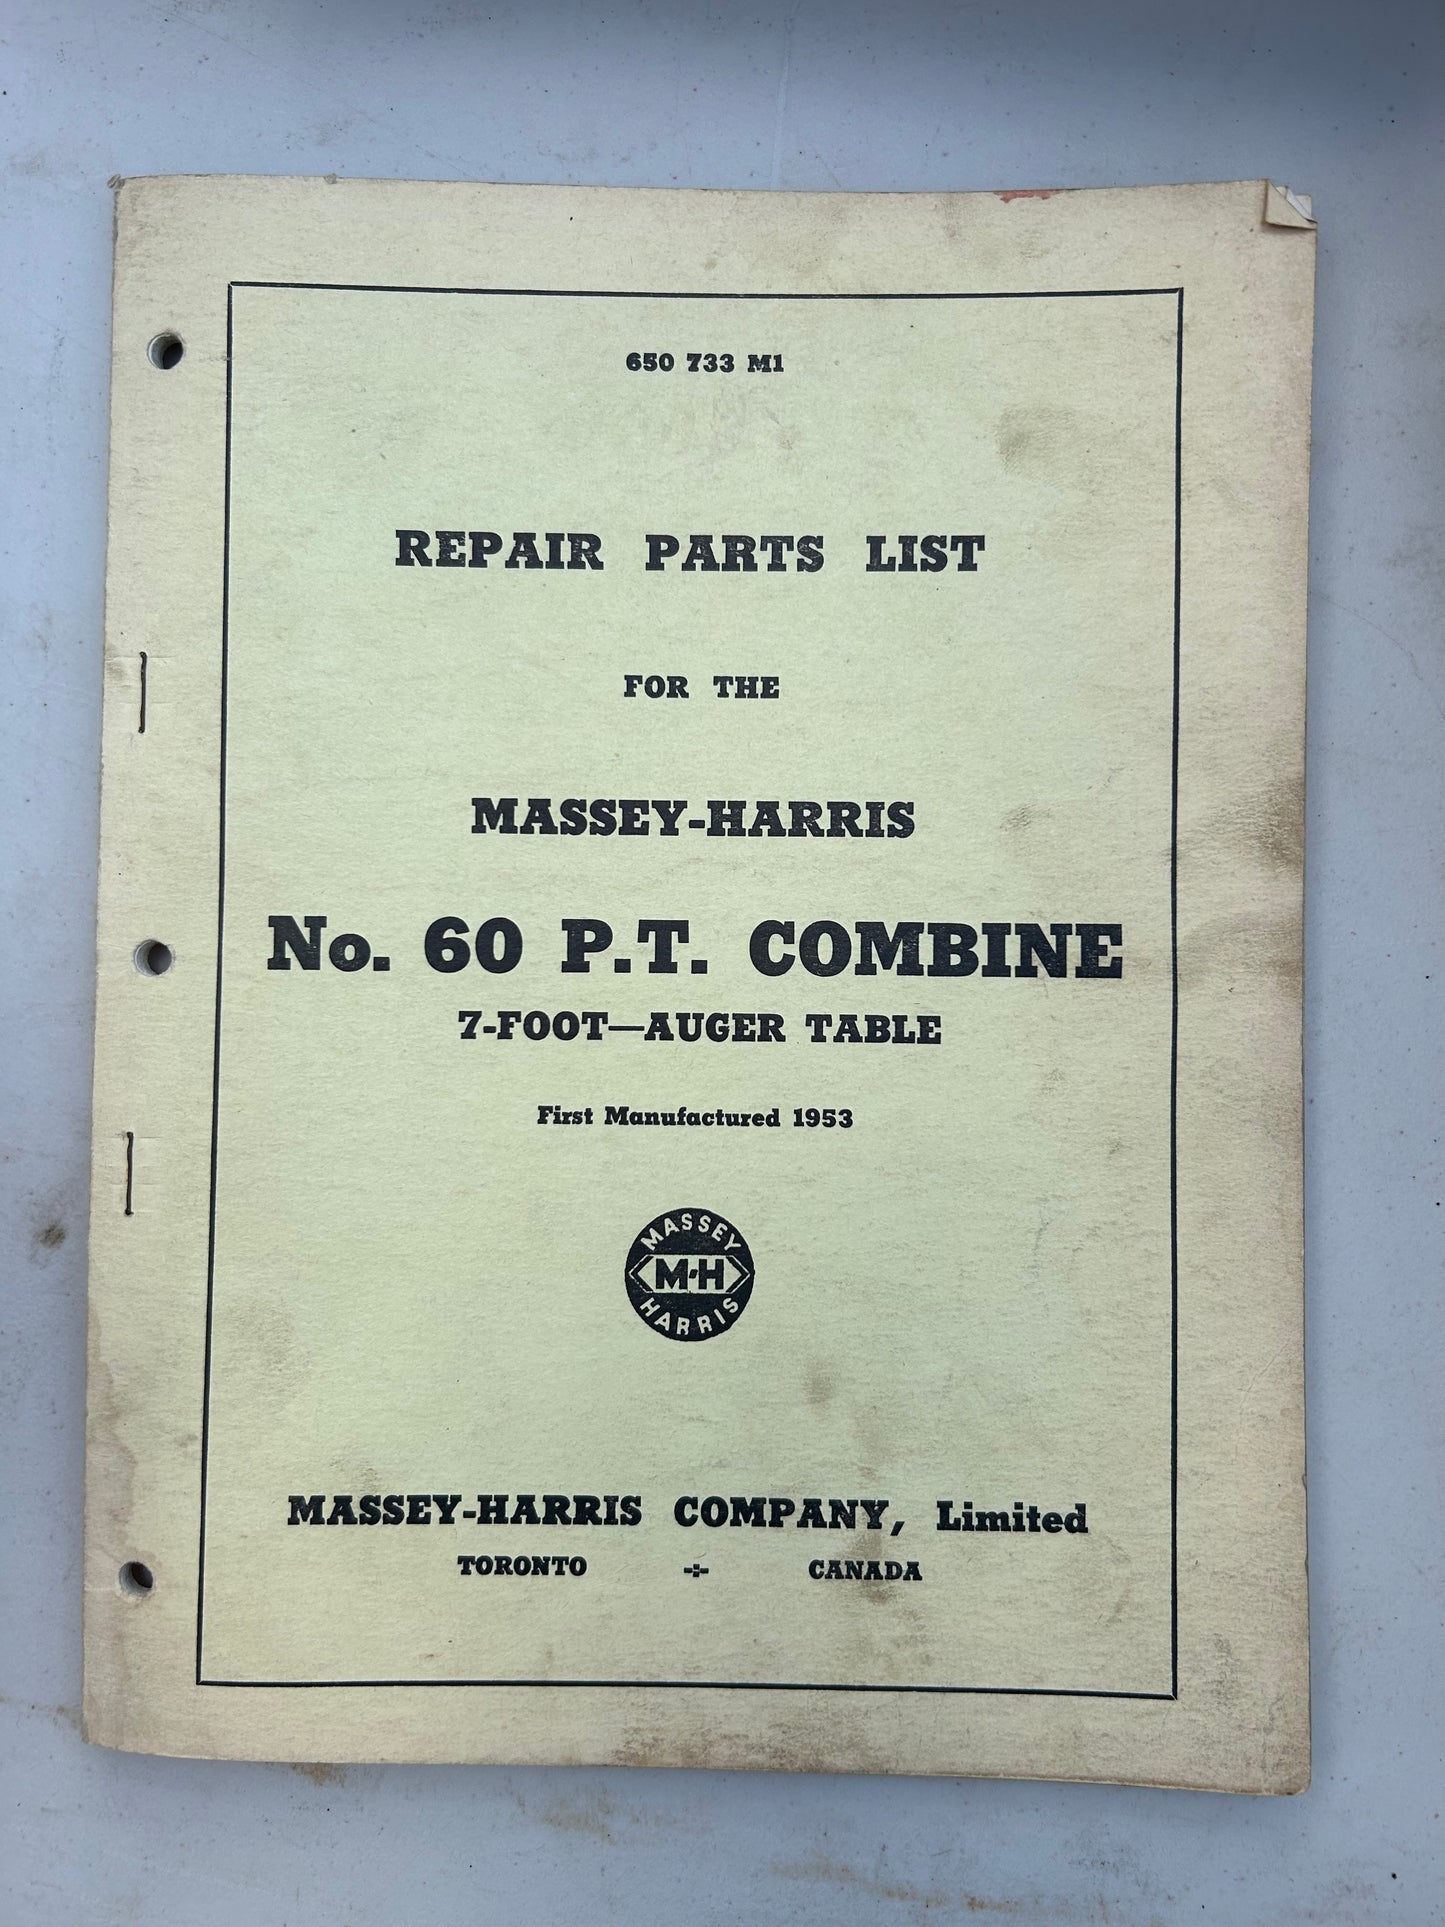 650 733 M1
REPAIR PARTS LIST
FOR THE
MASSEY-HARRIS
No. 60 P.T. COMBINE
7-FOOT—AUGER TABLE
First Manufactured 1953
MASSEY
M-H
HARRIS
MASSEY-HARRIS COMPANY, Limited
TORONTO -:- CANADA